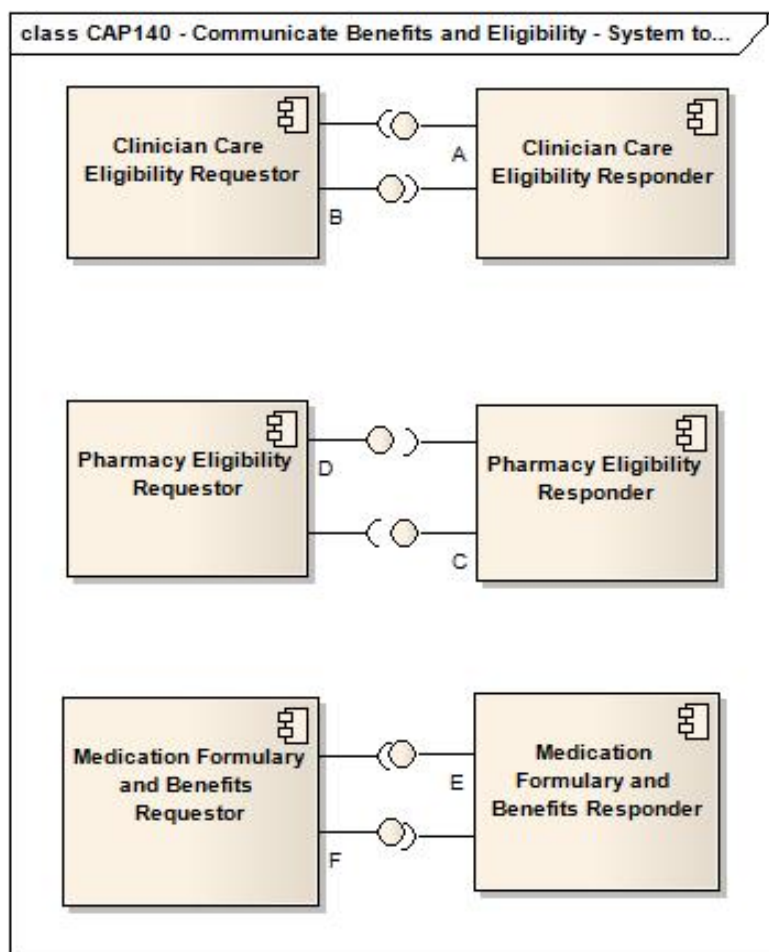 class CAP140 - Communicate Benefits and Eligibility - System to...
Clinician Care
Eligibility Requestor
A
B
Clinician Care
Eligibility Responder
Pharmacy Eligibility
Requestor
D
C
Pharmacy Eligibility
Responder
Medication Formulary
and Benefits
Requestor
E
F
Medication
Formulary and
Benefits Responder